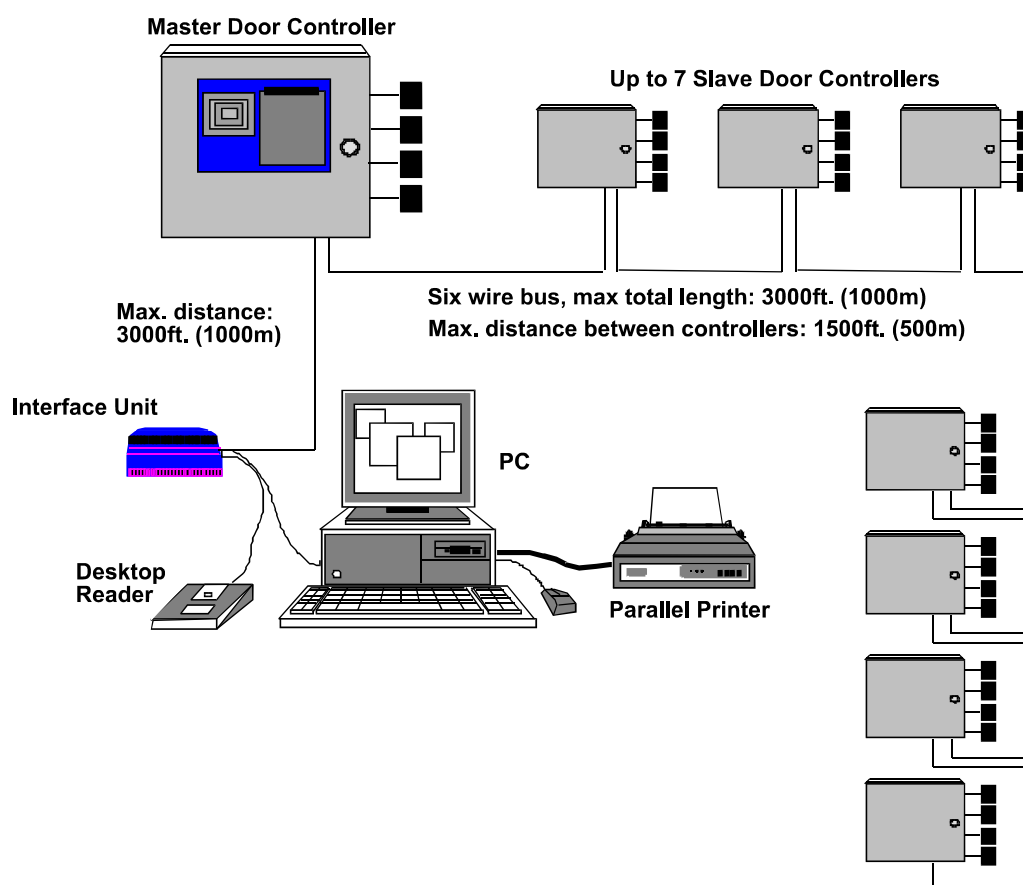 Master Door Controller
Up to 7 Slave Door Controllers
Max. distance:
3000ft. (1000m)
Six wire bus, max total length: 3000ft. (1000m)
Max. distance between controllers: 1500ft. (500m)
Interface Unit
PC
Desktop
Reader
Parallel Printer